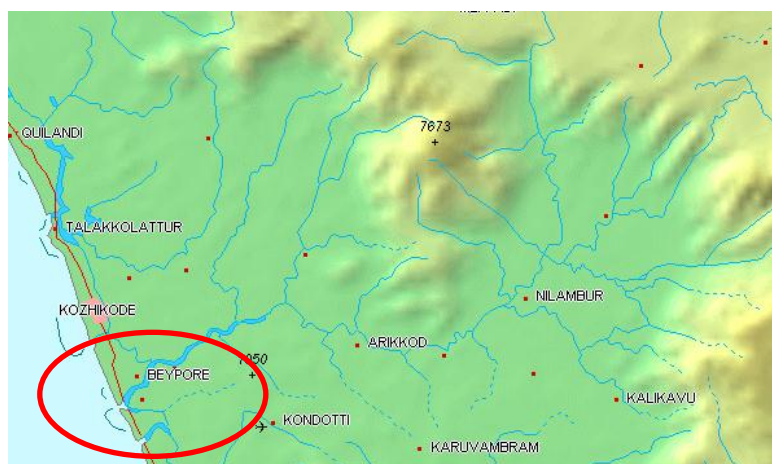 QUILANDI
7673
TALAKKOLATTUR
NILAMBUR
KOZHIKODE
ARIKKOD
BEYPORE
KALIKAVU
KONDOTTI
KARUVAMBRAM